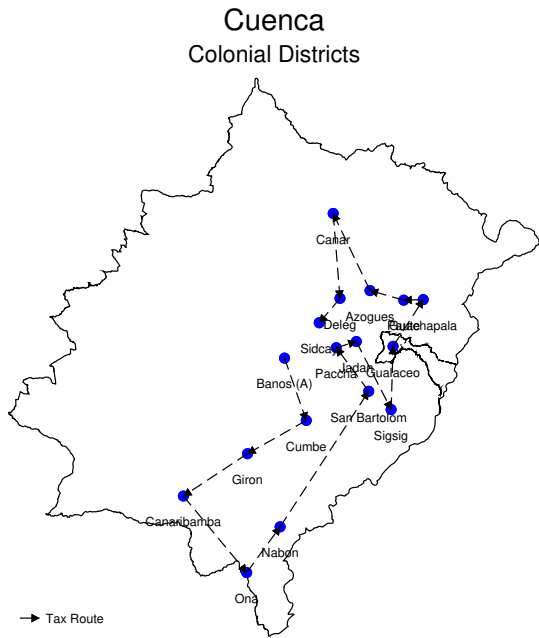 Cuenca
Colonial Districts
Canar
Azogues
Paute
Guachapala
Deleg
Sidcay
Jadan
Gualaceo
Paccha
Banos (A)
San Bartolom
Sigsig
Cumbe
Giron
Canaribamba
Nabon
Ona
Tax Route